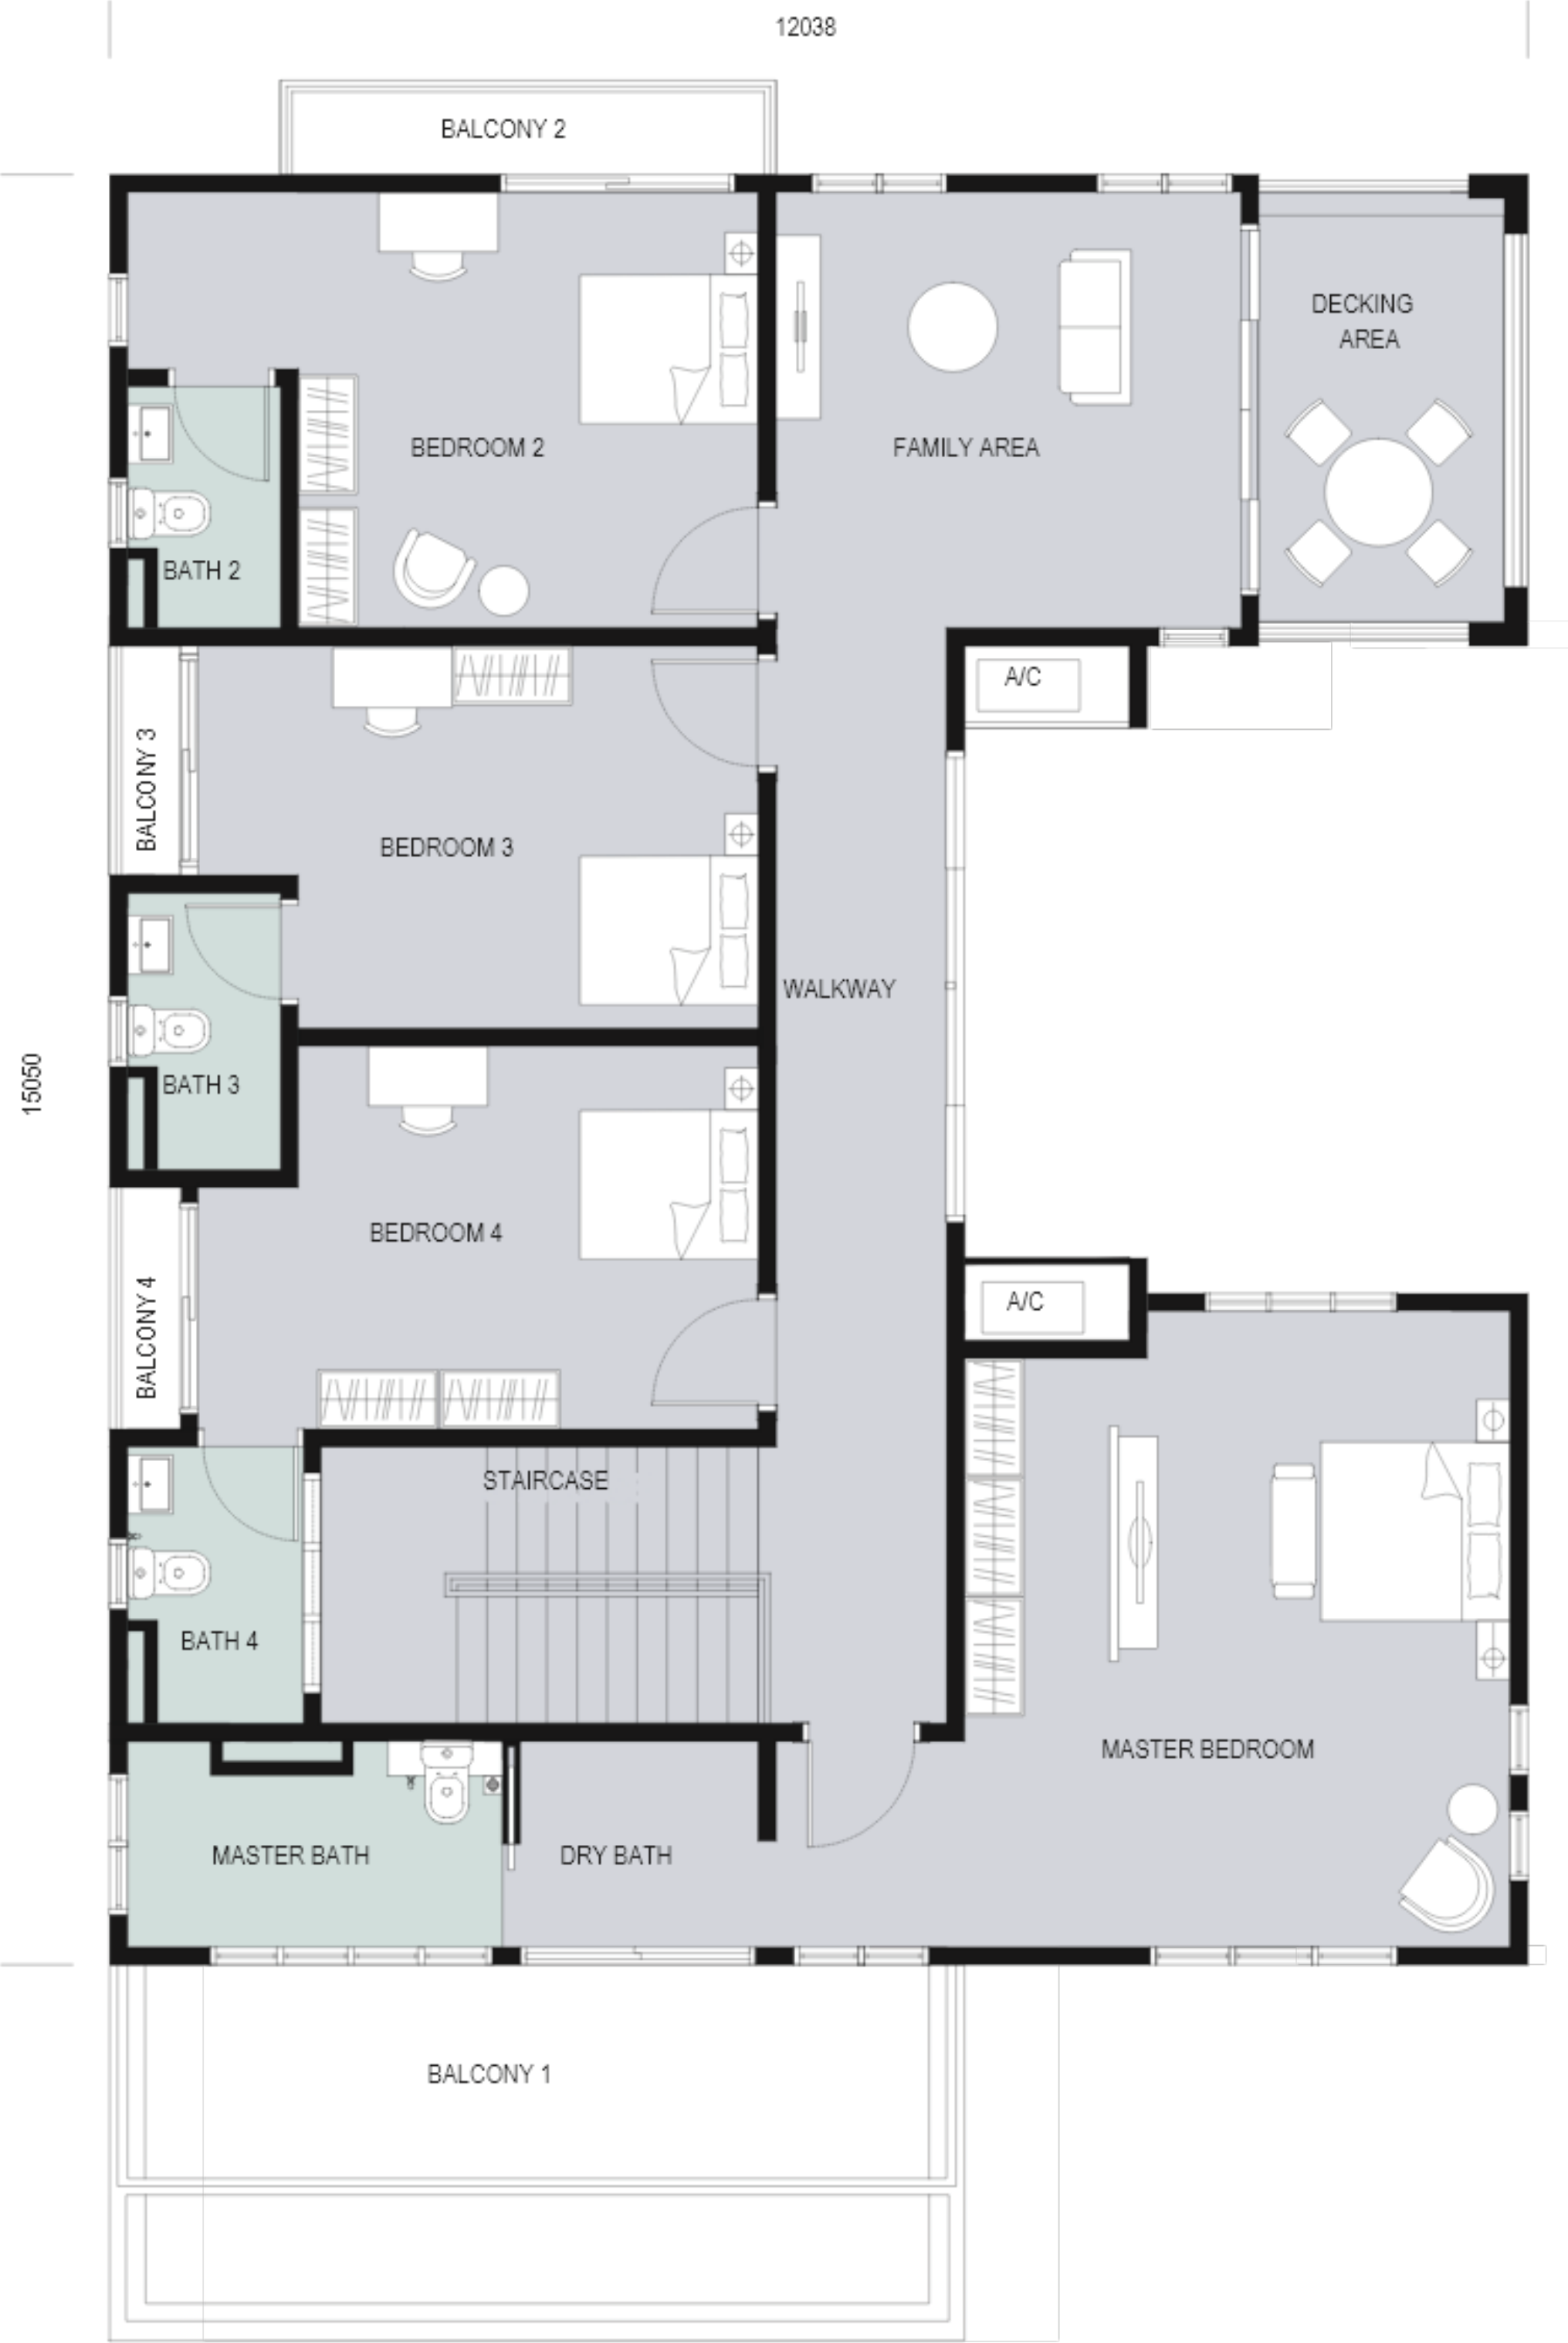 12038
BALCONY 2
DECKING
AREA
BEDROOM 2
FAMILY AREA
BATH 2
A/C
BALCONY 3
BEDROOM 3
WALKWAY
15050
BATH 3
BEDROOM 4
A/C
BALCONY 4
STAIRCASE
BATH 4
MASTER BEDROOM
MASTER BATH
DRY BATH
BALCONY 1